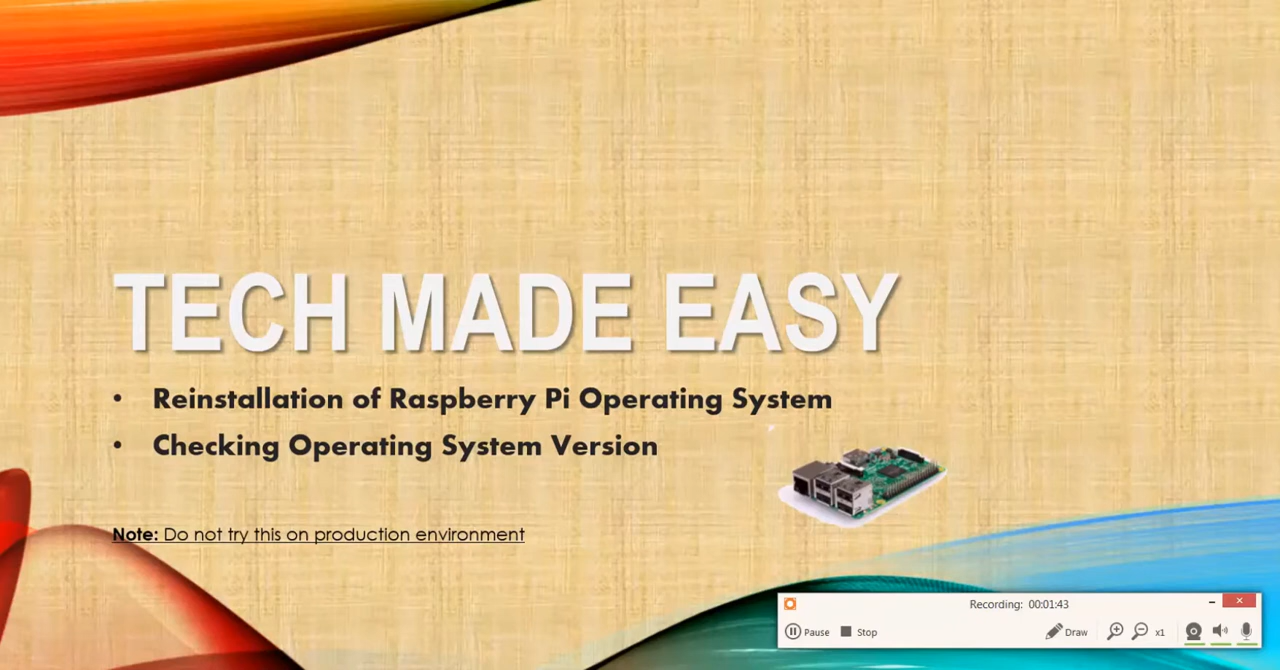 TECH MADE EASY
• Reinstallation of Raspberry Pi Operating System
• Checking Operating System Version
Note: Do not try this on production environment
Recording: 00:01:43
Pause Stop Draw x1